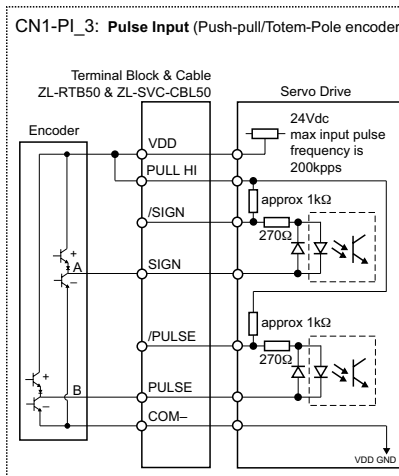 CN1-PI_3: Pulse Input (Push-pull/Totem-Pole encoder
Terminal Block & Cable
ZL-RTB50 & ZL-SVC-CBL50
Servo Drive
Encoder
24Vdc
max input pulse
frequency is
200kpps
VDD
PULL HI
approx 1kΩ
/SIGN
270Ω
+
A
–
SIGN
approx 1kΩ
/PULSE
270Ω
+
B
–
PULSE
COM–
VDD GND